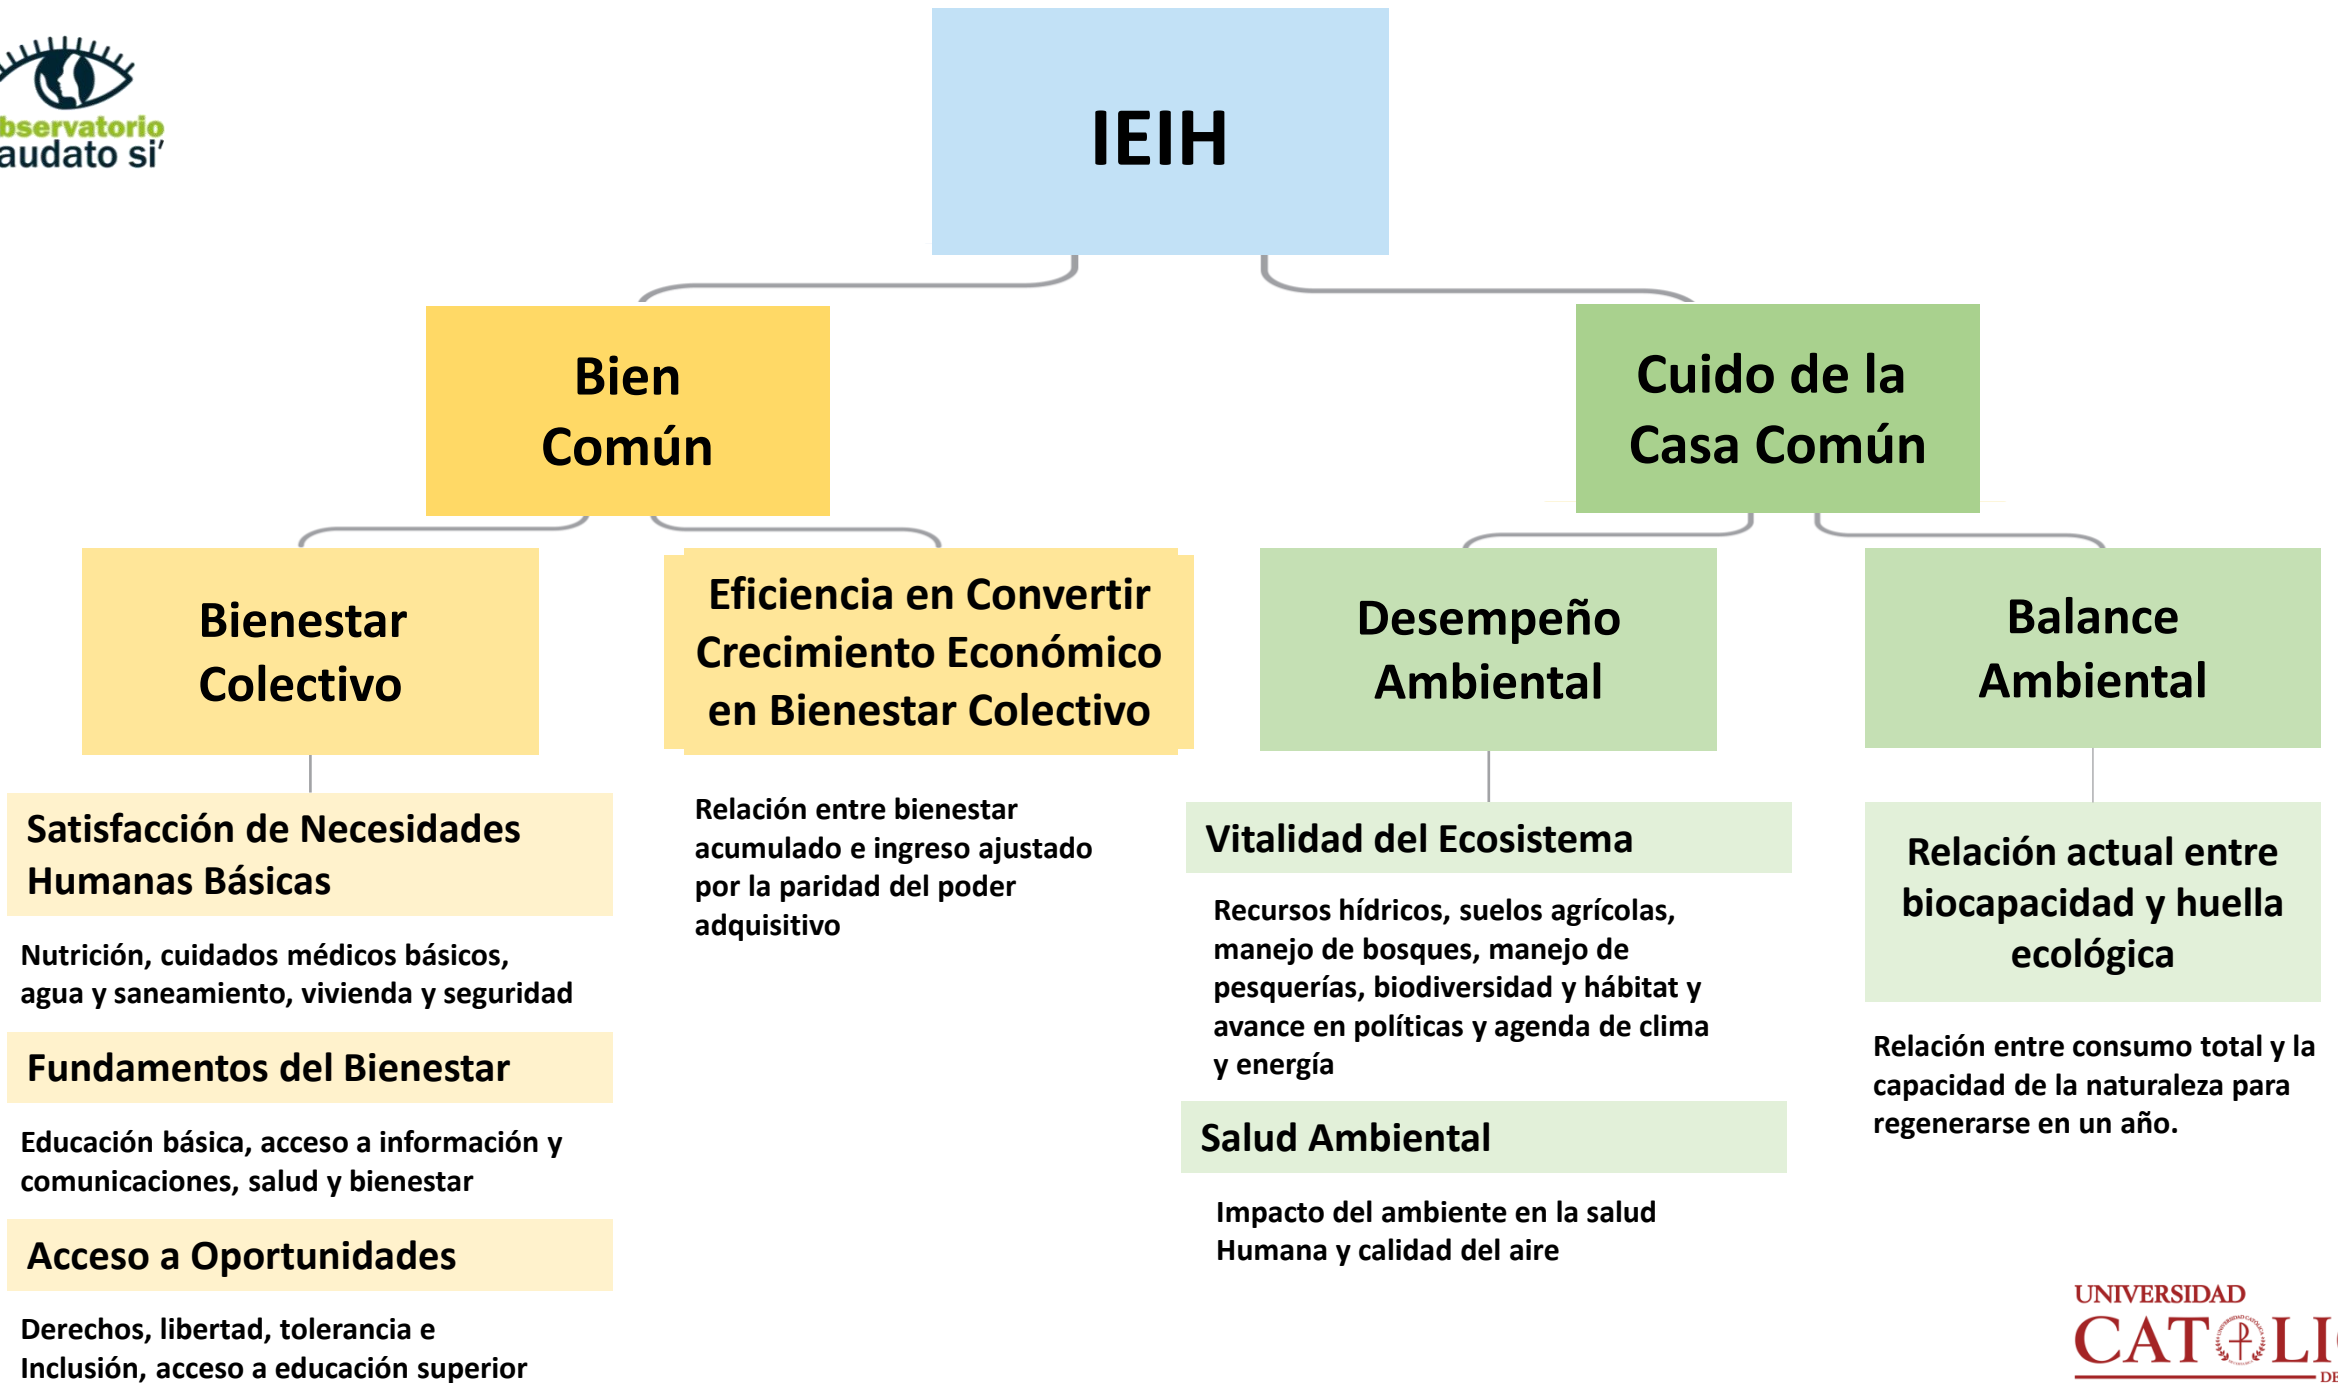 bservatorio
audato si’
IEIH
Bien
Común
Cuido de la
Casa Común
Bienestar
Colectivo
Eficiencia en Convertir
Crecimiento Económico
en Bienestar Colectivo
Desempeño
Ambiental
Balance
Ambiental
Satisfacción de Necesidades
Humanas Básicas
Nutrición, cuidados médicos básicos,
agua y saneamiento, vivienda y seguridad
Fundamentos del Bienestar
Educación básica, acceso a información y
comunicaciones, salud y bienestar
Acceso a Oportunidades
Derechos, libertad, tolerancia e
Inclusión, acceso a educación superior
Relación entre bienestar
acumulado e ingreso ajustado
por la paridad del poder
adquisitivo
Vitalidad del Ecosistema
Recursos hídricos, suelos agrícolas,
manejo de bosques, manejo de
pesquerías, biodiversidad y hábitat y
avance en políticas y agenda de clima
y energía
Salud Ambiental
Impacto del ambiente en la salud
Humana y calidad del aire
Relación actual entre
biocapacidad y huella
ecológica
Relación entre consumo total y la
capacidad de la naturaleza para
regenerarse en un año.
UNIVERSIDAD
CATOLI
DE